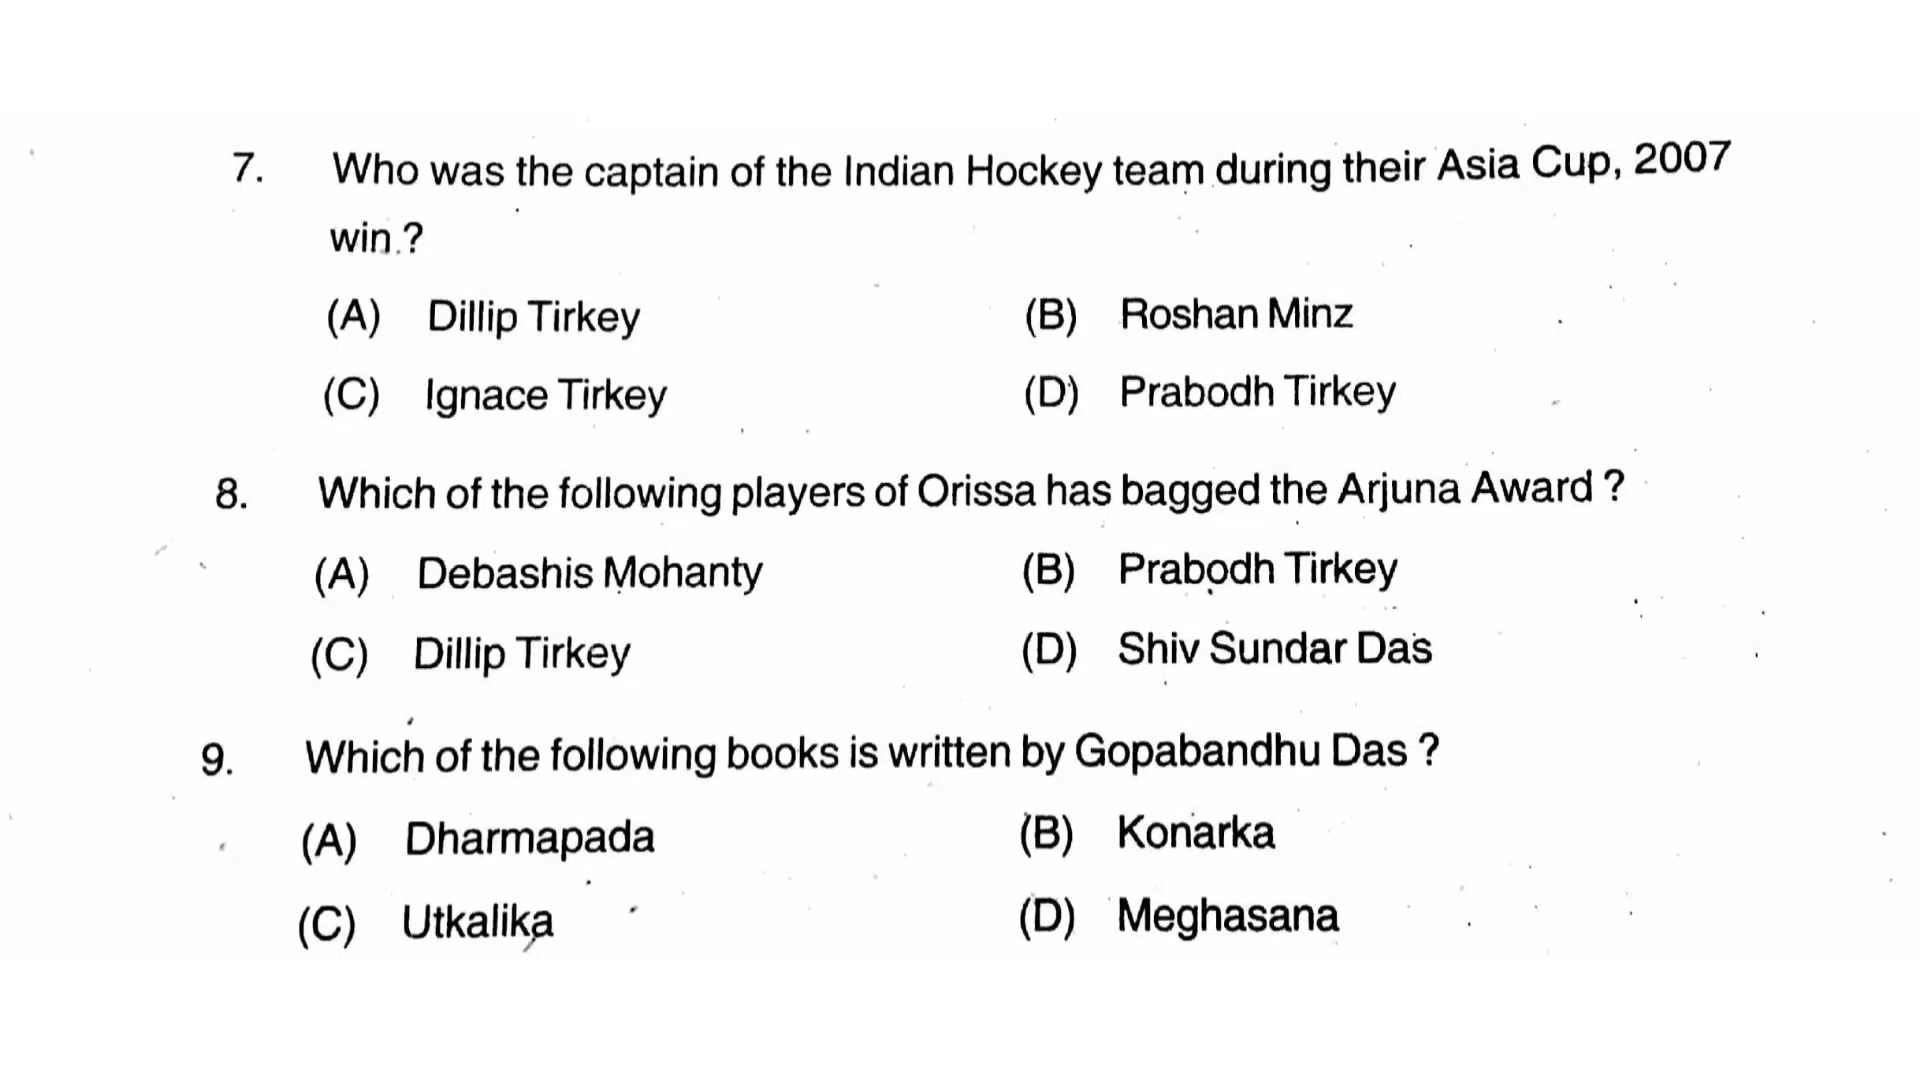 7. Who was the captain of the Indian Hockey team during their Asia Cup, 2007
win ?
(A) Dillip Tirkey (B) Roshan Minz
(C) Ignace Tirkey (D) Prabodh Tirkey
8. Which of the following players of Orissa has bagged the Arjuna Award ?
(A) Debashis Mohanty (B) Prabodh Tirkey
(C) Dillip Tirkey (D) Shiv Sundar Das
9. Which of the following books is written by Gopabandhu Das ?
(A) Dharmapada (B) Konarka
(C) Utkalika (D) Meghasana